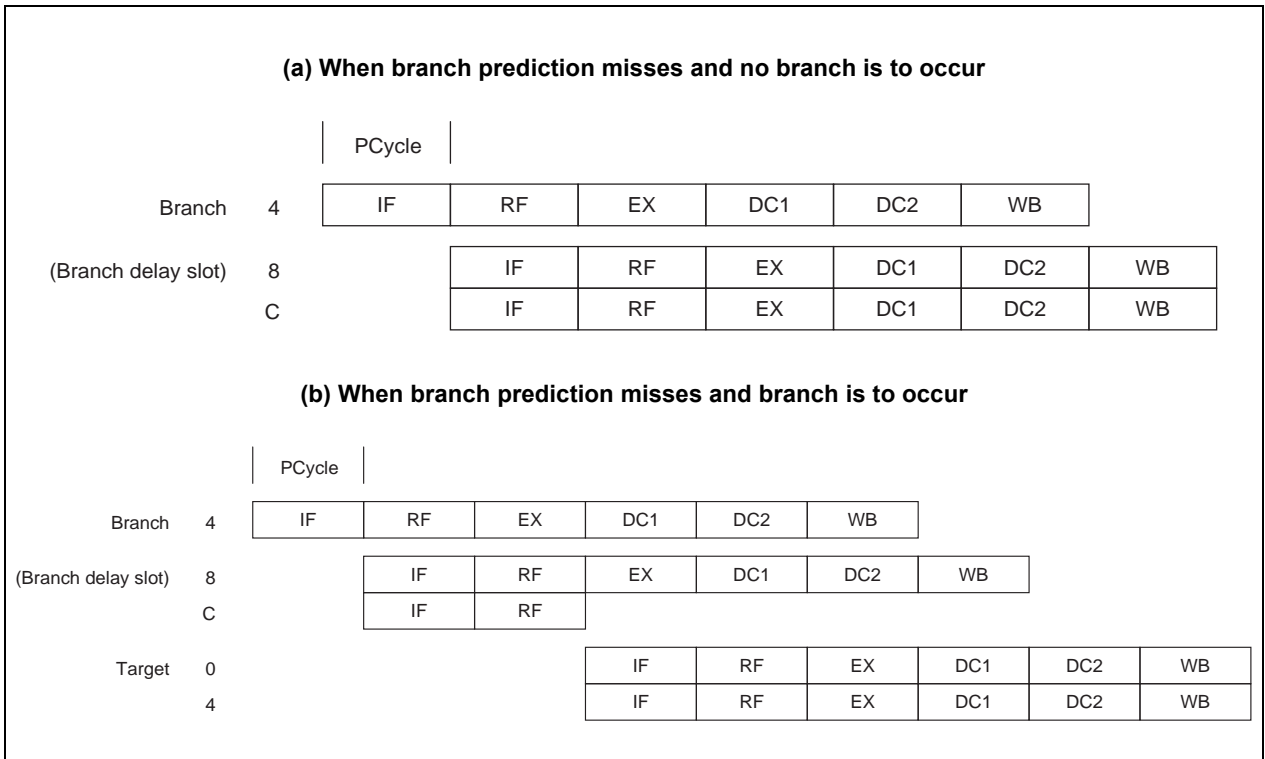 (a) When branch prediction misses and no branch is to occur
PCycle
Branch 4 IF RF EX DC1 DC2 WB
(Branch delay slot) 8 IF RF EX DC1 DC2 WB
C IF RF EX DC1 DC2 WB
(b) When branch prediction misses and branch is to occur
PCycle
Branch 4 IF RF EX DC1 DC2 WB
(Branch delay slot) 8 IF RF EX DC1 DC2 WB
C IF RF
Target 0 IF RF EX DC1 DC2 WB
4 IF RF EX DC1 DC2 WB